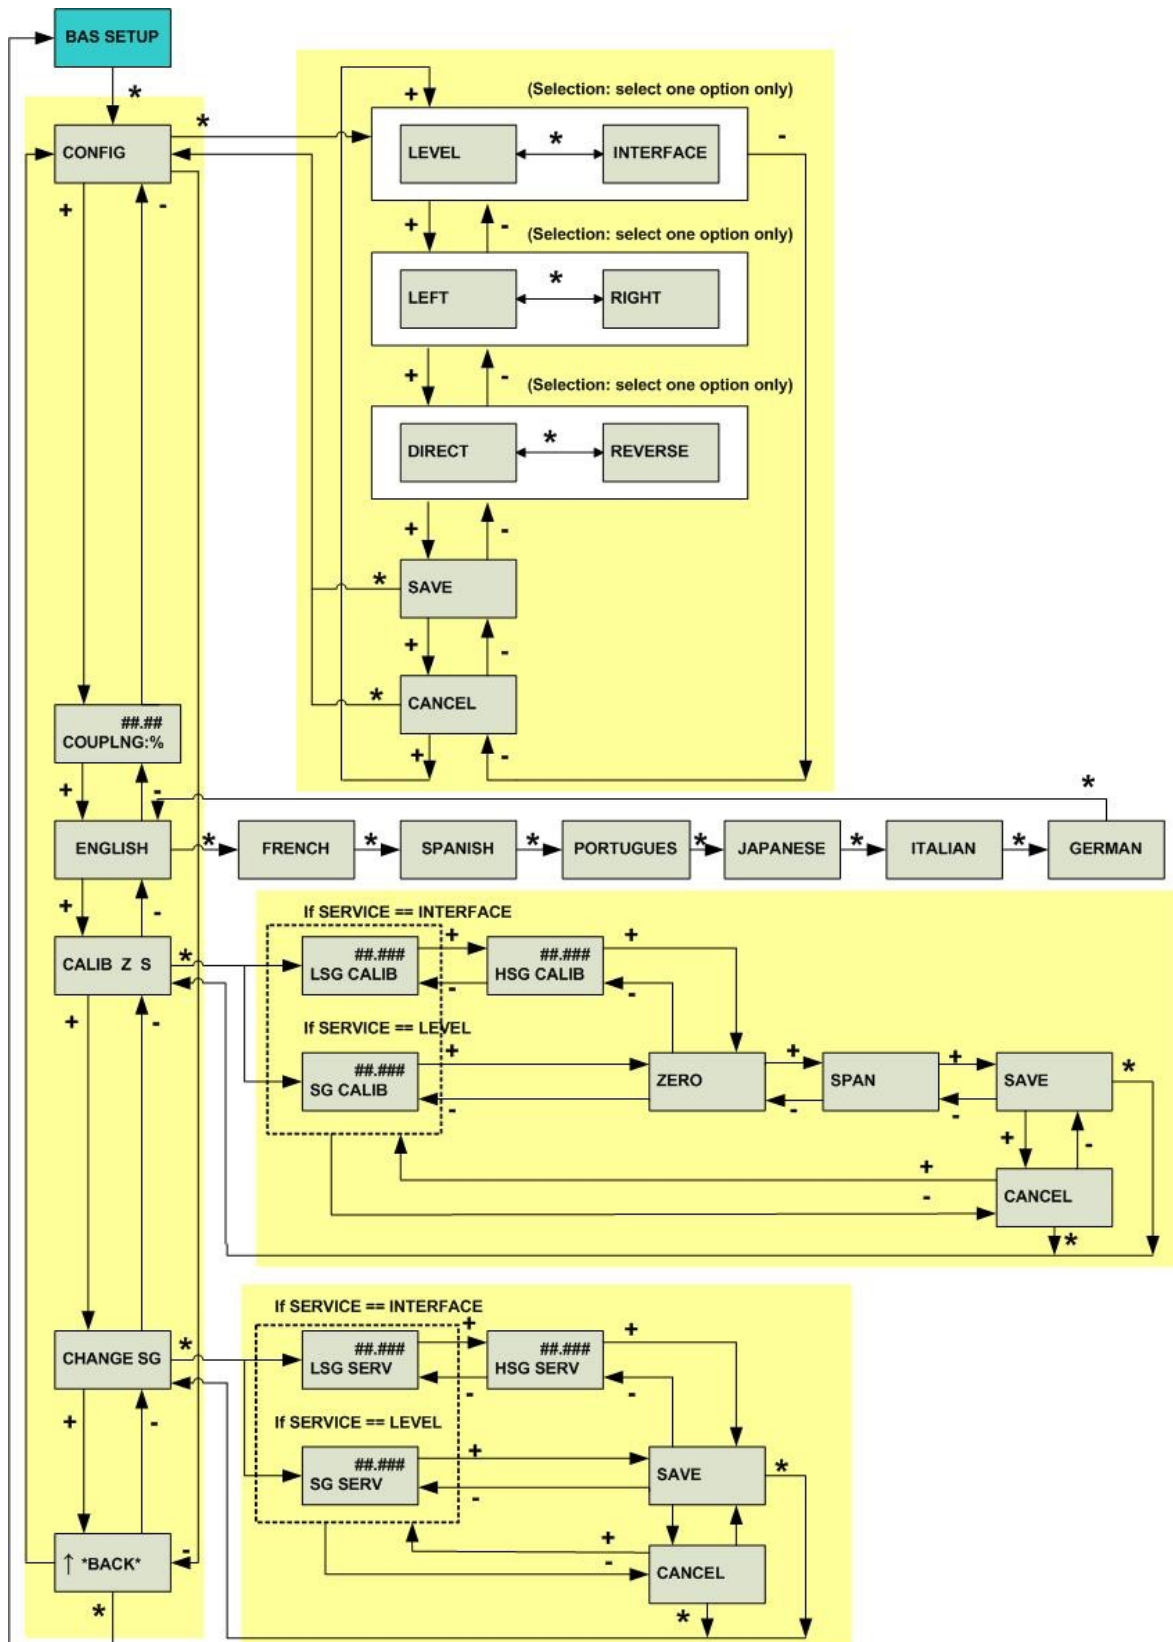 BAS SETUP
*
*
(Selection: select one option only)
+
-
CONFIG
LEVEL
*
INTERFACE
+
-
+
-
(Selection: select one option only)
LEFT
*
RIGHT
+
-
(Selection: select one option only)
DIRECT
*
REVERSE
+
-
*
SAVE
+
-
*
CANCEL
+
-
##.##
COUPLNG:%
+
-
*
ENGLISH
*
FRENCH
*
SPANISH
*
PORTUGUES
*
JAPANESE
*
ITALIAN
*
GERMAN
+
-
If SERVICE == INTERFACE
CALIB Z S
*
##.###
LSG CALIB
+
-
##.###
HSG CALIB
+
-
+
-
If SERVICE == LEVEL
##.###
SG CALIB
+
-
ZERO
+
-
SPAN
+
-
SAVE
*
+
-
+
-
CANCEL
*
If SERVICE == INTERFACE
CHANGE SG
*
##.###
LSG SERV
+
-
##.###
HSG SERV
+
-
+
-
If SERVICE == LEVEL
##.###
SG SERV
+
-
SAVE
*
+
-
CANCEL
*
↑ *BACK*
-
*